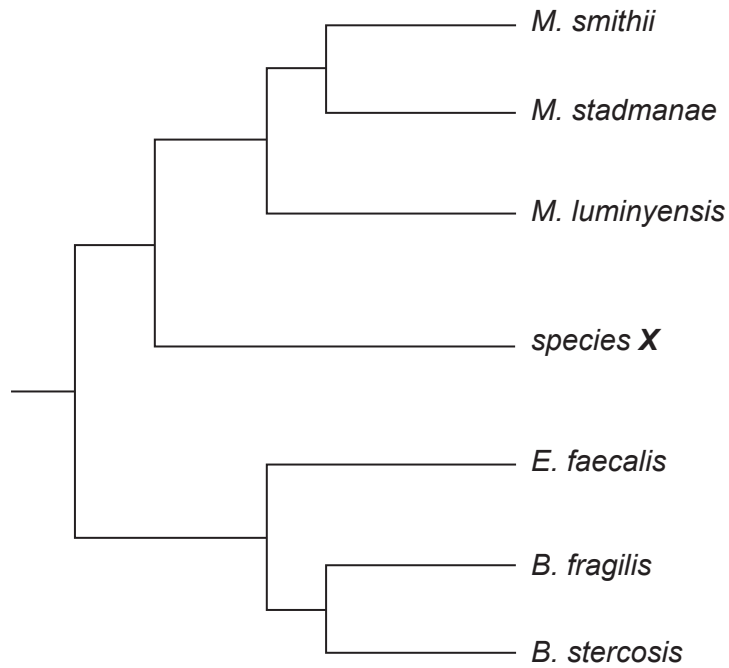 M. smithii
M. stadmanae
M. luminyensis
species X
E. faecalis
B. fragilis
B. stercosis